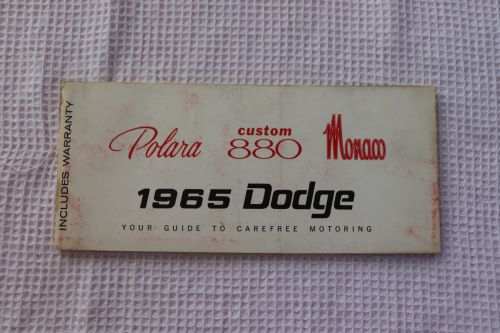 INCLUDES WARRANTY
Polara custom 880 Monaco
1965 Dodge
YOUR GUIDE TO CAREFREE MOTORING